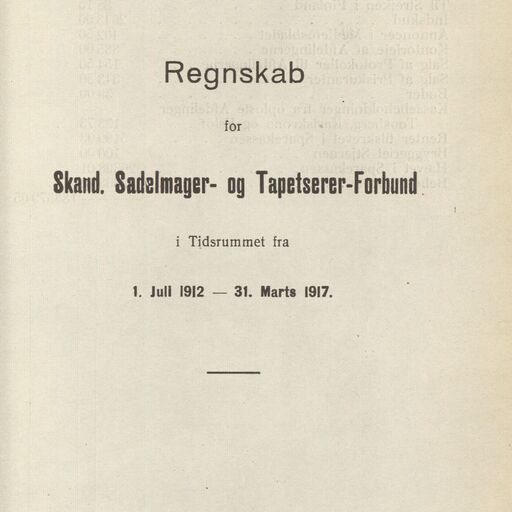 Regnskab
for
Skand. Sadelmager- og Tapetserer-Forbund
i Tidsrummet fra
1. Juli 1912 — 31. Marts 1917.